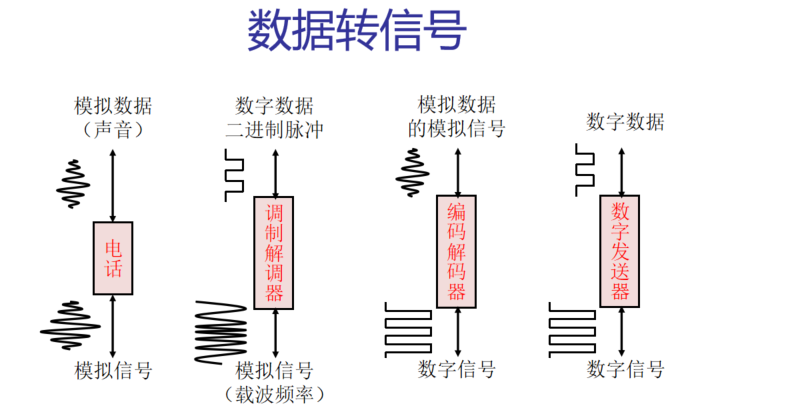 数据转信号
模拟数据
（声音）
数字数据
二进制脉冲
模拟数据
的模拟信号
数字数据
电话
调制解调器
编码解码器
数字发送器
模拟信号
模拟信号
（载波频率）
数字信号
数字信号